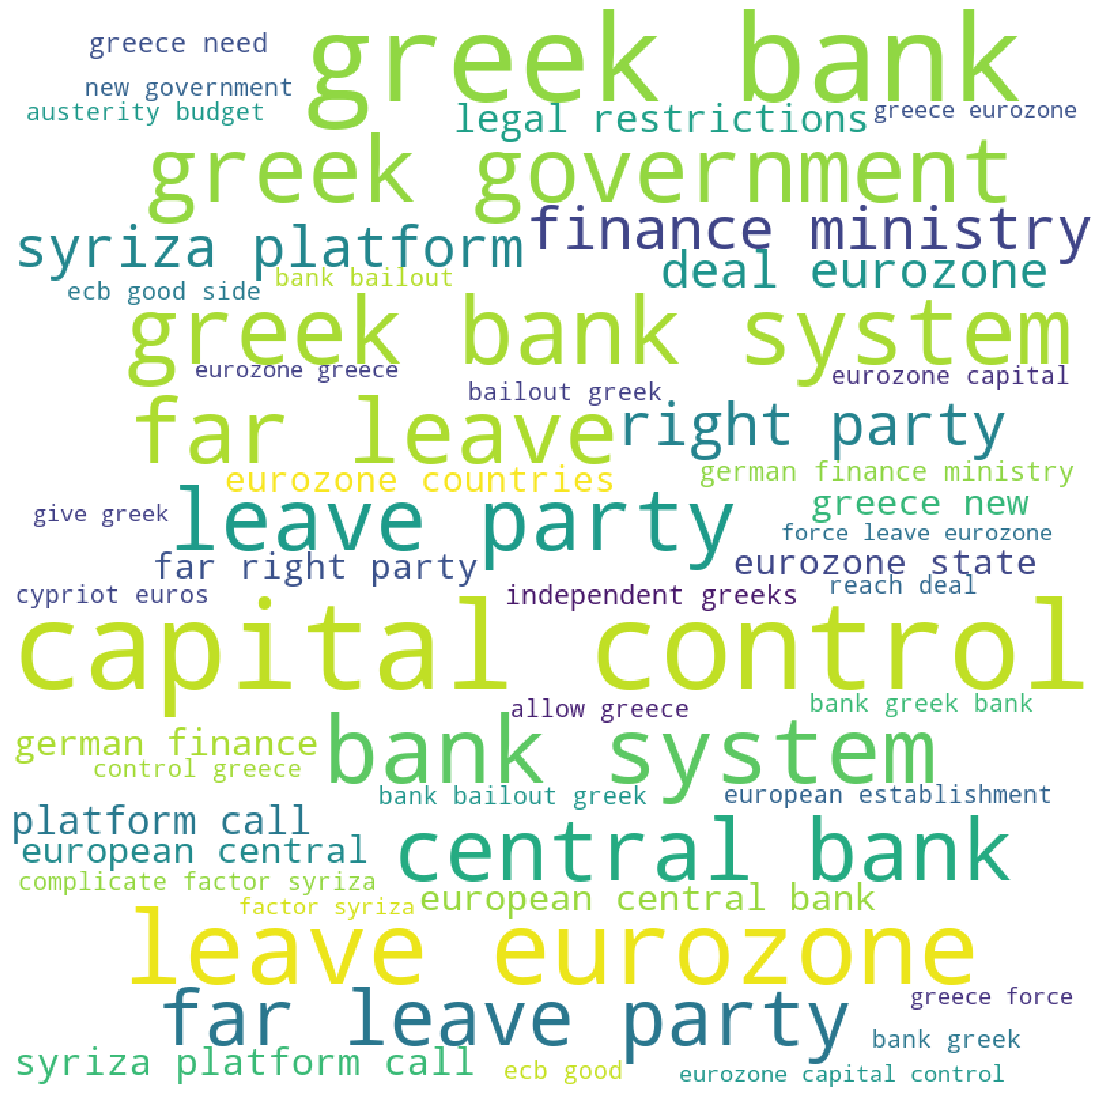 greece need
greek bank
new government
austerity budget
legal restrictions
greece eurozone
greek government
syriza platform
finance ministry
deal eurozone
bank bailout
ecb good side
greek bank system
eurozone greece
bailout greek
eurozone capital
far leave
right party
eurozone countries
german finance ministry
give greek
leave party
greece new
force leave eurozone
far right party
eurozone state
cypriot euros
independent greeks
reach deal
capital control
allow greece
bank greek bank
german finance
bank system
control greece
bank bailout greek
european establishment
platform call
european central
central bank
complicate factor syriza
factor syriza
european central bank
leave eurozone
far leave party
greece force
bank greek
syriza platform call
ecb good
eurozone capital control